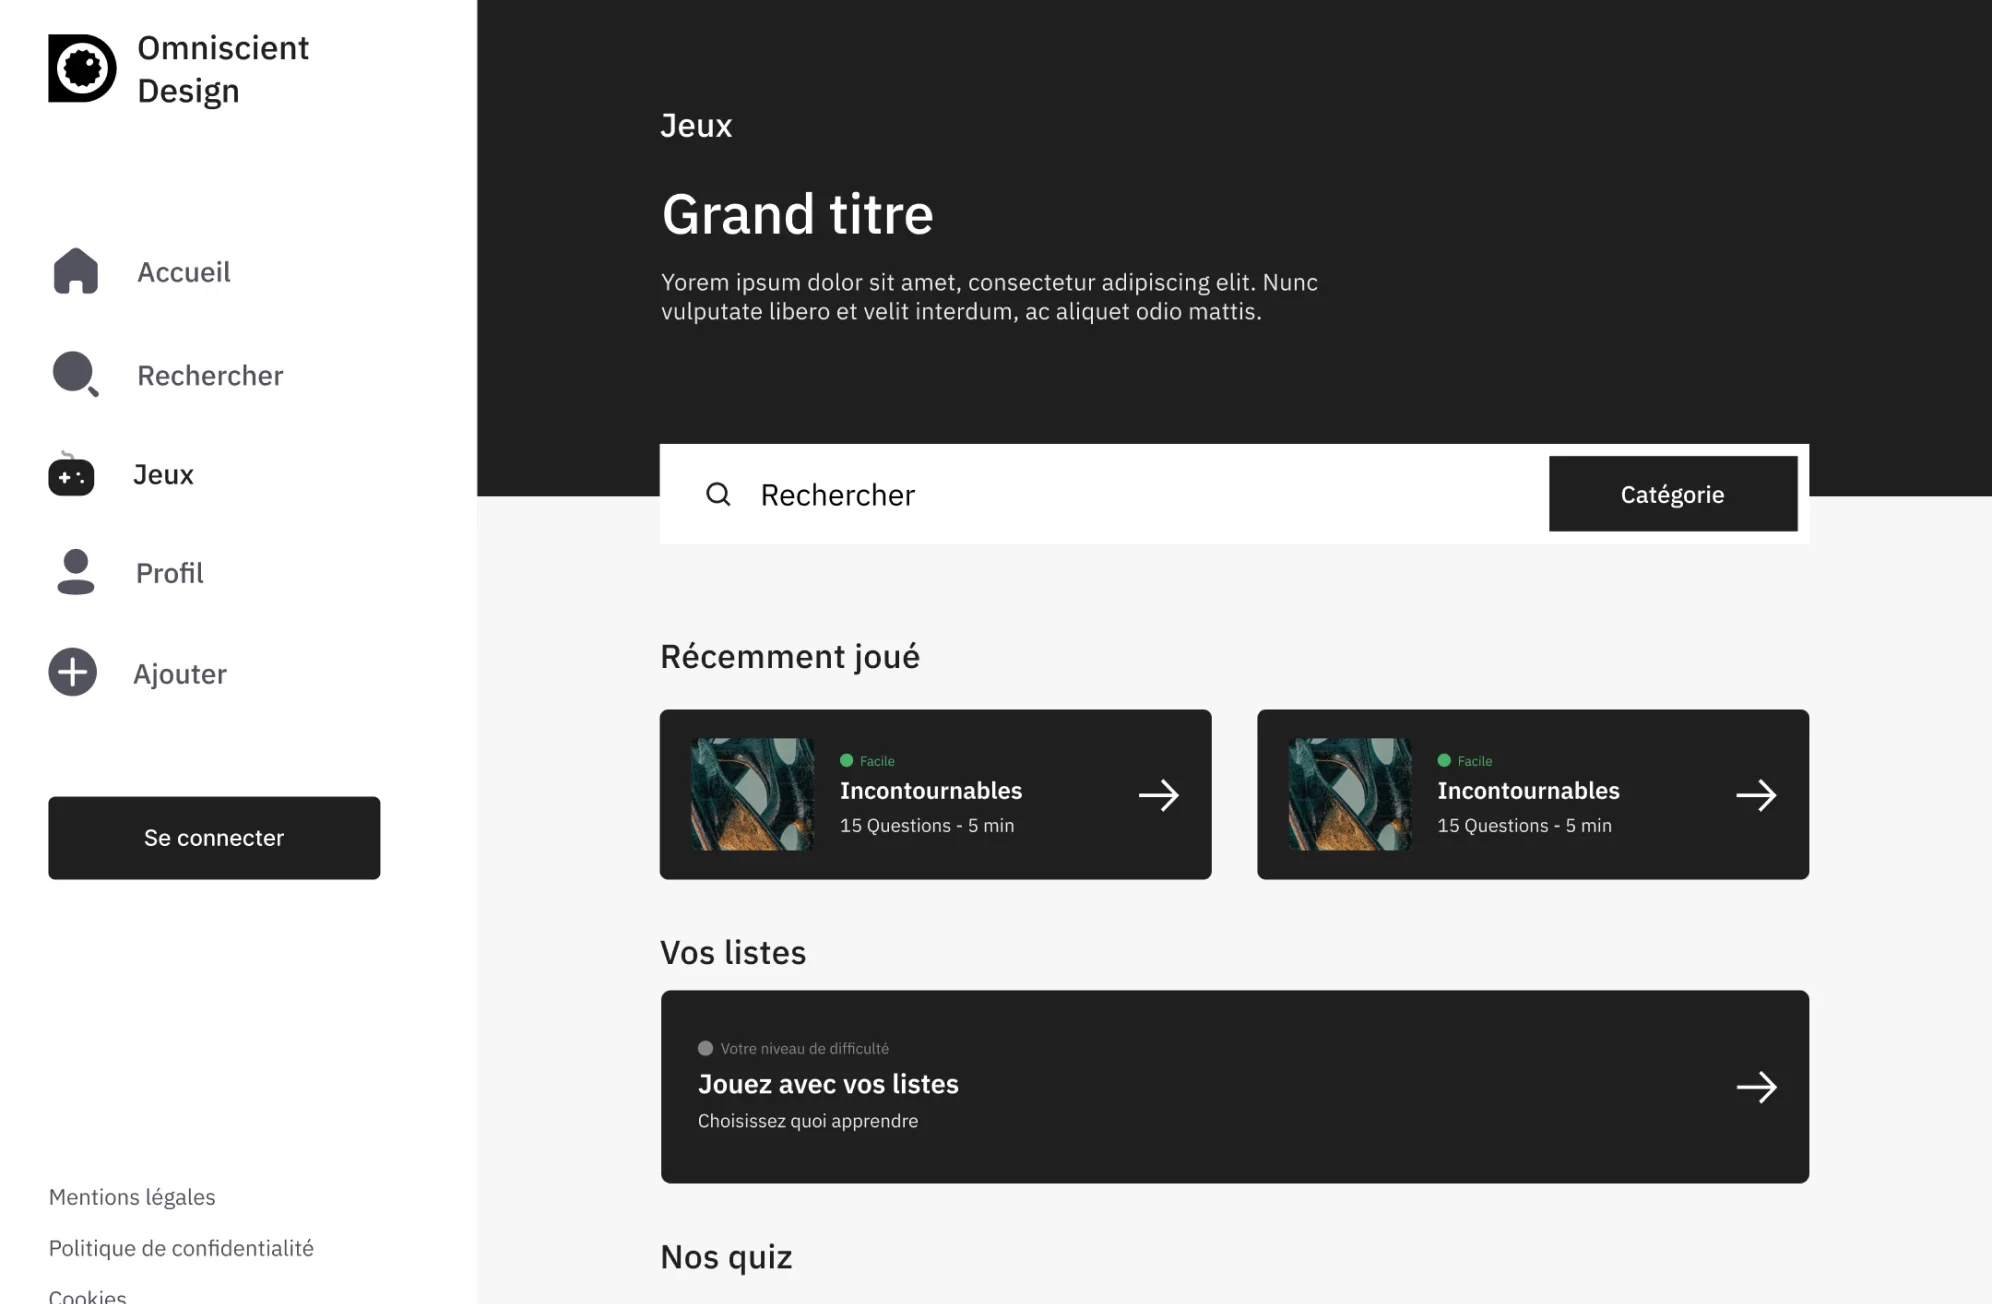 Omniscient
Design
Accueil
Rechercher
Jeux
Profil
Ajouter
Se connecter
Mentions légales
Politique de confidentialité
Cookies
Jeux
Grand titre
Yorem ipsum dolor sit amet, consectetur adipiscing elit. Nunc
vulputate libero et velit interdum, ac aliquet odio mattis.
Rechercher
Catégorie
Récemment joué
Facile
Incontournables
15 Questions - 5 min
Facile
Incontournables
15 Questions - 5 min
Vos listes
Votre niveau de difficulté
Jouez avec vos listes
Choisissez quoi apprendre
Nos quiz